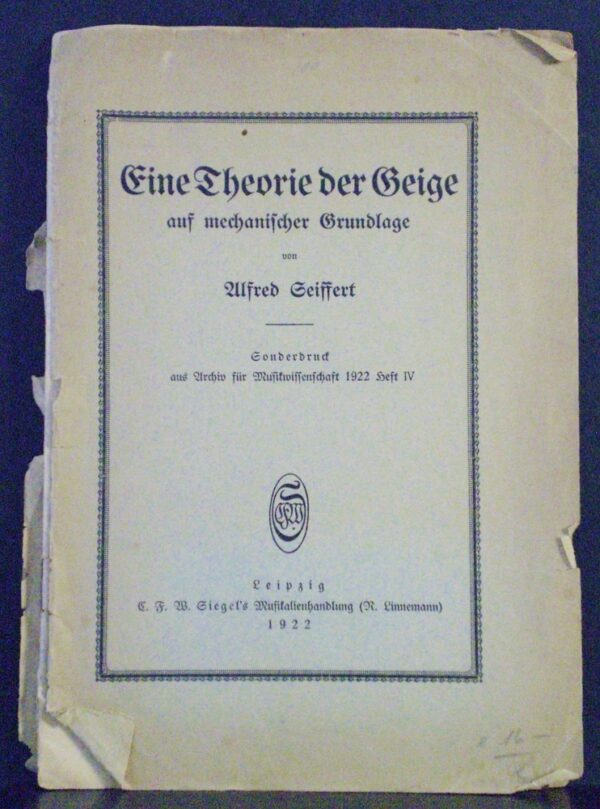 Eine Theorie der Geige
auf mechanischer Grundlage
von
Alfred Seiffert
Sonderdruck
aus Archiv für Musikwissenschaft 1922 Heft IV
Leipzig
C. F. W. Siegel's Musikalienhandlung (R. Linnemann)
1922